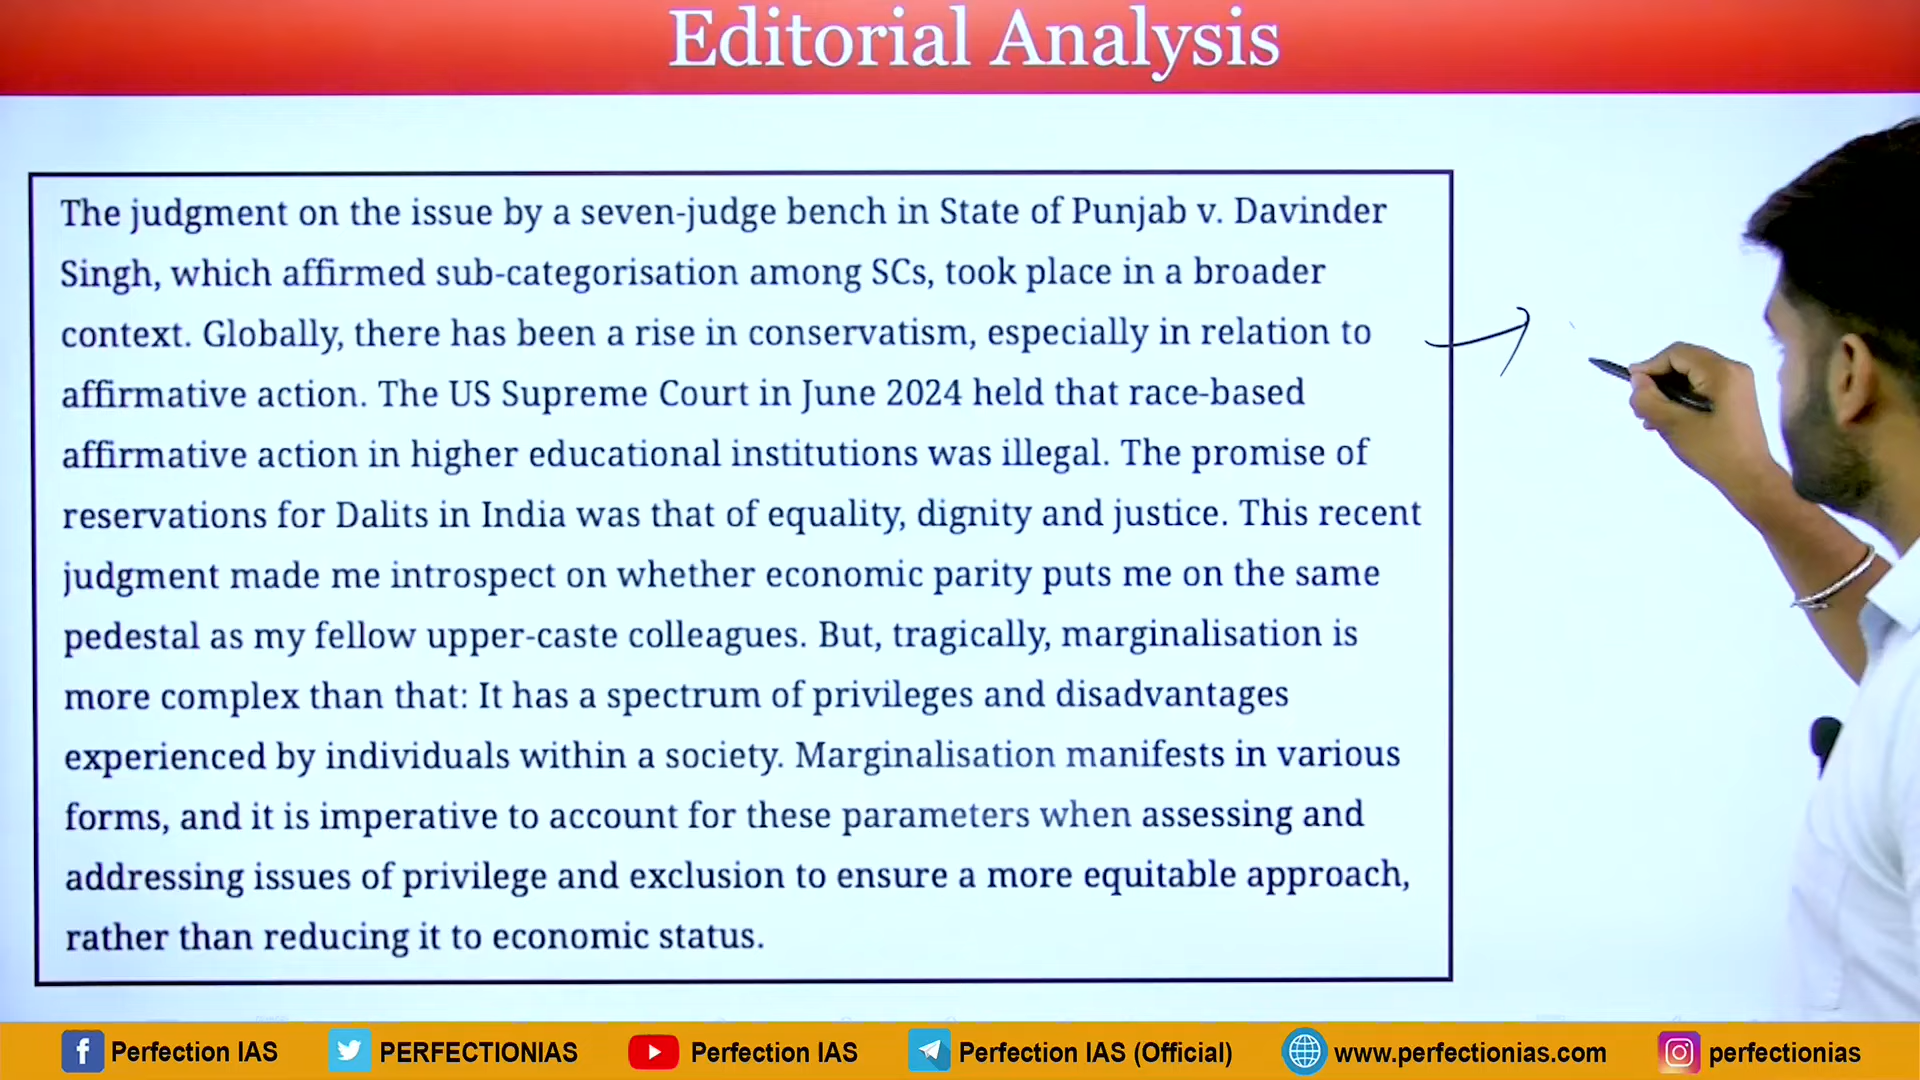 Editorial Analysis
The judgment on the issue by a seven-judge bench in State of Punjab v. Davinder
Singh, which affirmed sub-categorisation among SCs, took place in a broader
context. Globally, there has been a rise in conservatism, especially in relation to
affirmative action. The US Supreme Court in June 2024 held that race-based
affirmative action in higher educational institutions was illegal. The promise of
reservations for Dalits in India was that of equality, dignity and justice. This recent
judgment made me introspect on whether economic parity puts me on the same
pedestal as my fellow upper-caste colleagues. But, tragically, marginalisation is
more complex than that: It has a spectrum of privileges and disadvantages
experienced by individuals within a society. Marginalisation manifests in various
forms, and it is imperative to account for these parameters when assessing and
addressing issues of privilege and exclusion to ensure a more equitable approach,
rather than reducing it to economic status.
Perfection IAS PERFECTIONIAS Perfection IAS Perfection IAS (Official) www.perfectionias.com perfectionias